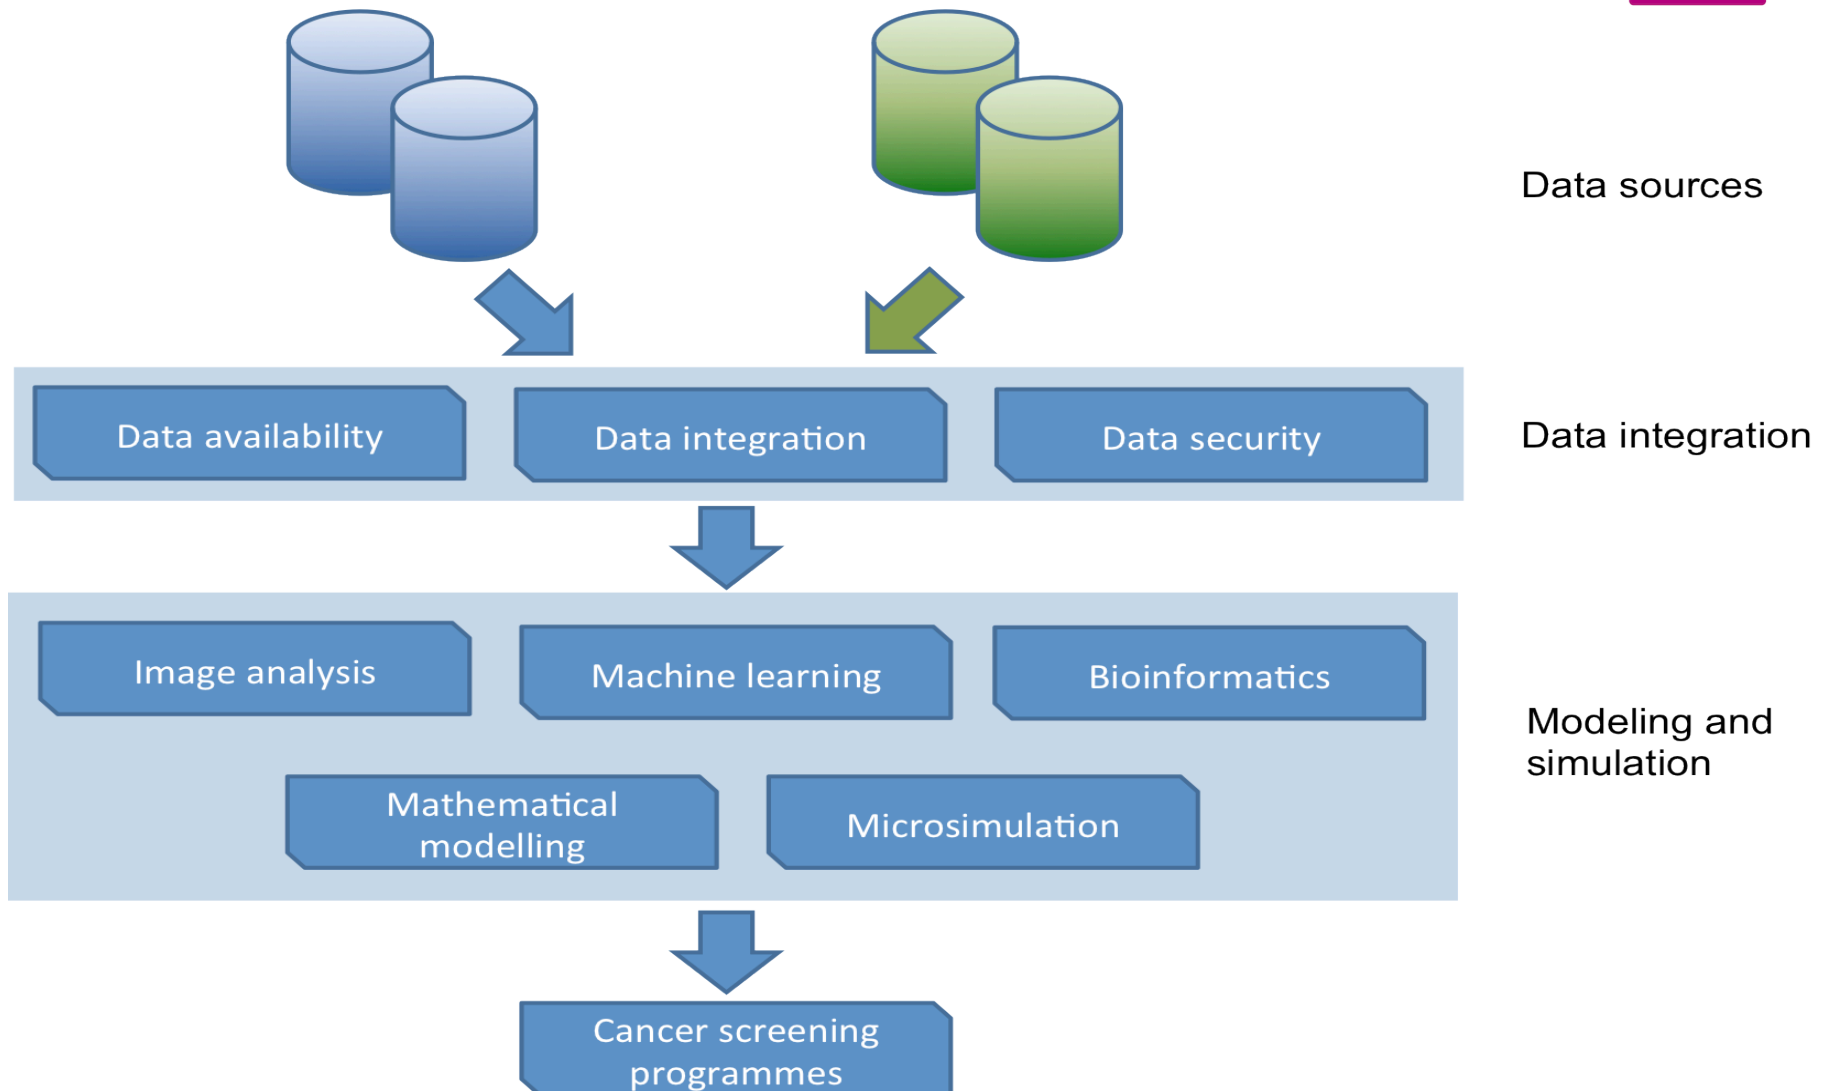 Data sources
Data availability
Data integration
Data security
Data integration
Image analysis
Machine learning
Bioinformatics
Modeling and
simulation
Mathematical
modelling
Microsimulation
Cancer screening
programmes